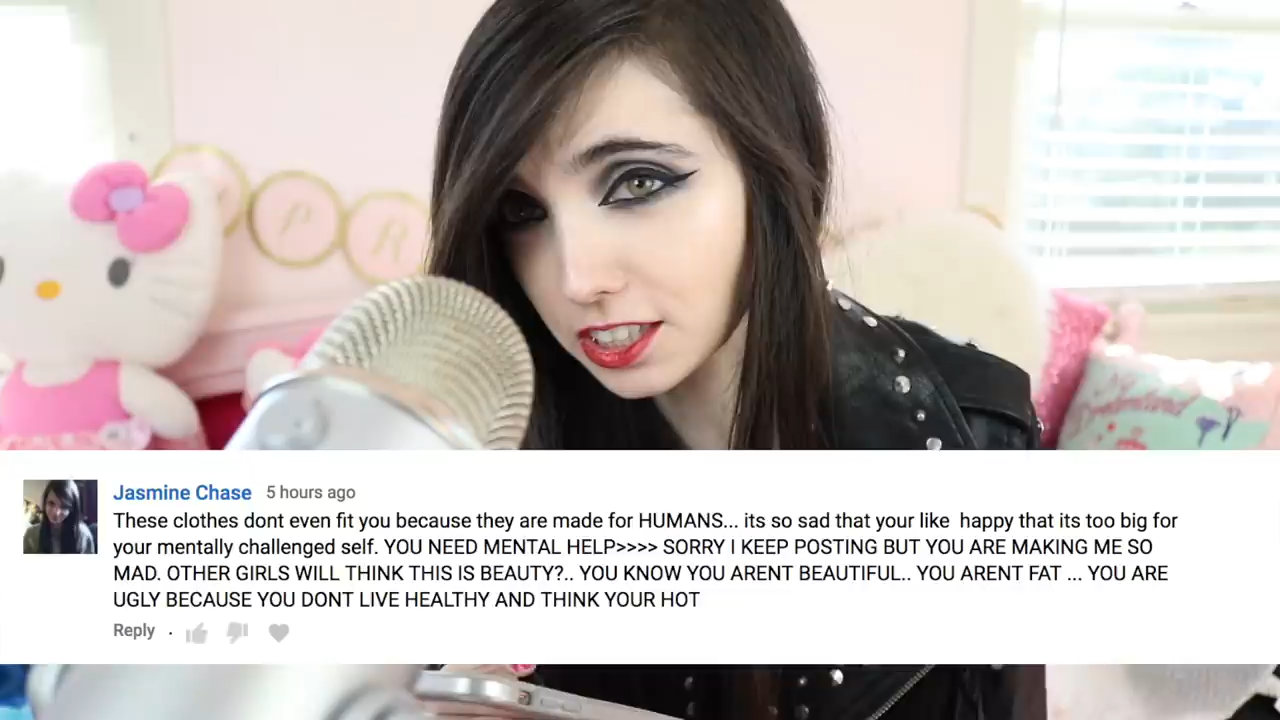 P R
Jasmine Chase 5 hours ago
These clothes dont even fit you because they are made for HUMANS... its so sad that your like  happy that its too big for
your mentally challenged self. YOU NEED MENTAL HELP>>>> SORRY I KEEP POSTING BUT YOU ARE MAKING ME SO
MAD. OTHER GIRLS WILL THINK THIS IS BEAUTY?.. YOU KNOW YOU ARENT BEAUTIFUL.. YOU ARENT FAT ... YOU ARE
UGLY BECAUSE YOU DONT LIVE HEALTHY AND THINK YOUR HOT
Reply .